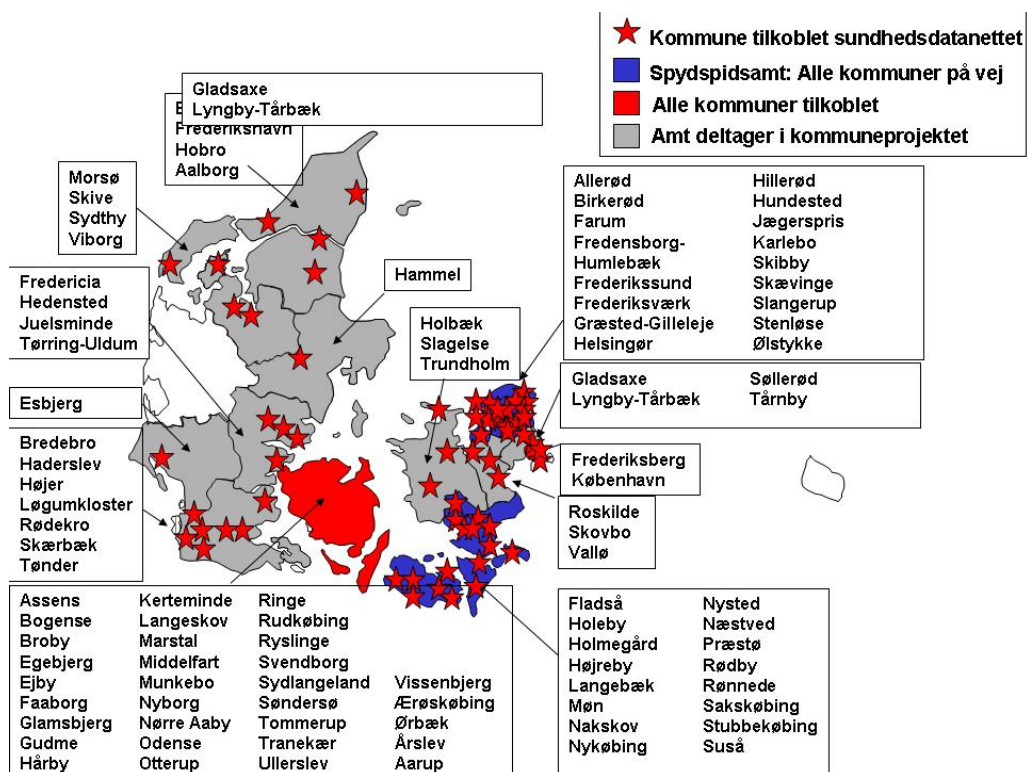 Kommune tilkoblet sundhedsdatanettet
Spydspidsamt: Alle kommuner på vej
Alle kommuner tilkoblet
Amt deltager i kommuneprojektet
Gladsaxe
Lyngby-Tårbæk
Frederikshavn
Hobro
Aalborg
Morsø
Skive
Sydthy
Viborg
Fredericia
Hedensted
Juelsminde
Tørring-Uldum
Hammel
Holbæk
Slagelse
Trundholm
Allerød Hillerød
Birkerød Hundested
Farum Jægerspris
Fredensborg- Karlebo
Humlebæk Skibby
Frederikssund Skævinge
Frederiksværk Slangerup
Græsted-Gilleleje Stenløse
Helsingør Ølstykke
Gladsaxe Søllerød
Lyngby-Tårbæk Tårnby
Esbjerg
Bredebro
Haderslev
Højer
Løgumkloster
Rødekro
Skærbæk
Tønder
Frederiksberg
København
Roskilde
Skovbo
Vallø
Assens Kerteminde Ringe
Bogense Langeskov Rudkøbing
Broby Marstal Ryslinge
Egebjerg Middelfart Svendborg
Ejby Munkebo Sydlangeland Vissenbjerg
Faaborg Nyborg Søndersø Ærøskøbing
Glamsbjerg Nørre Aaby Tommerup Ørbæk
Gudme Odense Tranekær Årslev
Hårby Otterup Ullerslev Aarup
Fladså Nysted
Holeby Næstved
Holmegård Præstø
Højreby Rødby
Langebæk Rønnede
Møn Sakskøbing
Nakskov Stubbekøbing
Nykøbing Suså